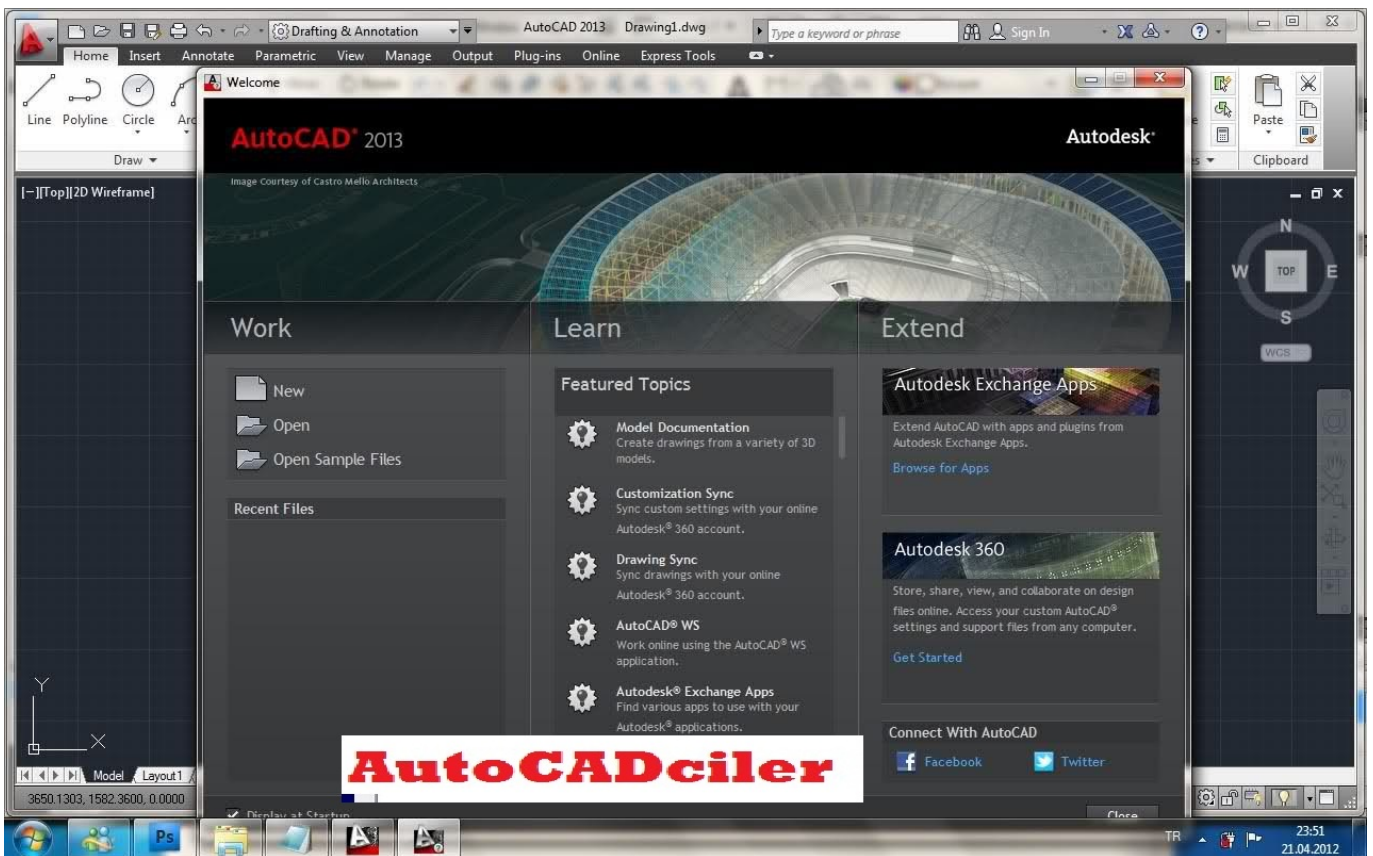 Drafting & Annotation
AutoCAD 2013 Drawing1.dwg
Type a keyword or phrase
Sign In
Home Insert Annotate Parametric View Manage Output Plug-ins Online Express Tools
Welcome
Line Polyline Circle Arc
Paste
Draw
Clipboard
AutoCAD® 2013
Autodesk®
[−][Top][2D Wireframe]
Image Courtesy of Castro Mello Architects
N
W TOP E
S
WCS
Work
New
Open
Open Sample Files
Recent Files
Learn
Featured Topics
Model Documentation
Create drawings from a variety of 3D
models.
Customization Sync
Sync custom settings with your online
Autodesk® 360 account.
Drawing Sync
Sync drawings with your online
Autodesk® 360 account.
AutoCAD® WS
Work online using the AutoCAD® WS
application.
Autodesk® Exchange Apps
Find various apps to use with your
Autodesk® applications.
Extend
Autodesk Exchange Apps
Extend AutoCAD with apps and plugins from
Autodesk Exchange Apps.
Browse for Apps
Autodesk 360
Store, share, view, and collaborate on design
files online. Access your custom AutoCAD®
settings and support files from any computer.
Get Started
Connect With AutoCAD
Facebook Twitter
AutoCADciler
Y
X
Model Layout1
3650.1303, 1582.3600, 0.0000
Display at Startup
Close
Ps
TR
23:51
21.04.2012